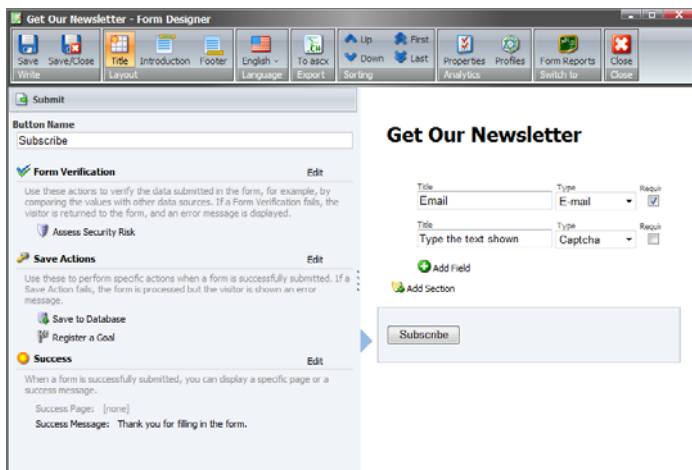 Get Our Newsletter - Form Designer
Save Save/Close Title Introduction Footer English To ascx Up First Down Last Properties Profiles Form Reports Close
Write Layout Language Export Sorting Analytics Switch to Close
Submit
Button Name
Subscribe
Form Verification Edit
Use these actions to verify the data submitted in the form, for example, by
comparing the values with other data sources. If a Form Verification fails, the
visitor is returned to the form, and an error message is displayed.
Assess Security Risk
Save Actions Edit
Use these to perform specific actions when a form is successfully submitted. If a
Save Action fails, the form is processed but the visitor is shown an error
message.
Save to Database
Register a Goal
Success Edit
When a form is successfully submitted, you can display a specific page or a
success message.
Success Page: [none]
Success Message: Thank you for filling in the form.
Get Our Newsletter
Title Type Requir
Email E-mail
Title Type Requir
Type the text shown Captcha
Add Field
Add Section
Subscribe